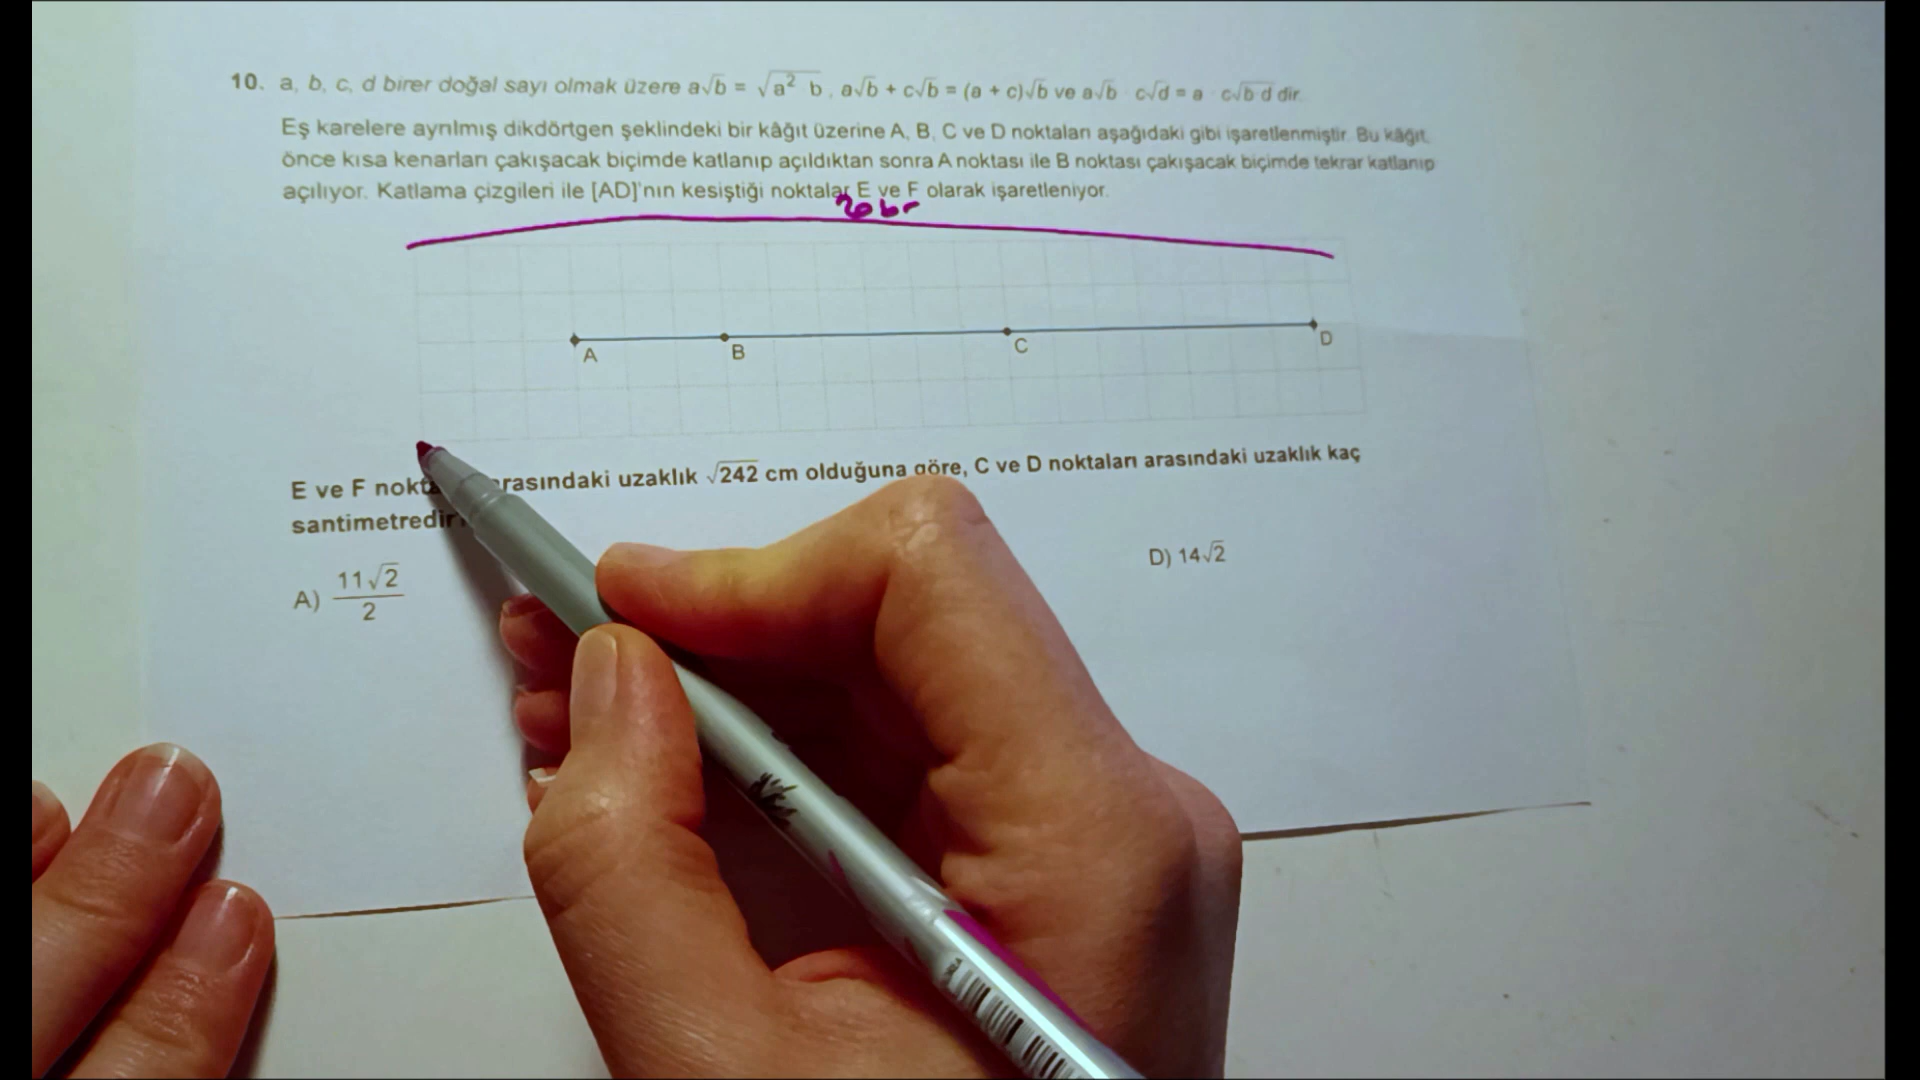 10. a, b, c, d birer doğal sayı olmak üzere a√b = √a² b , a√b + c√b = (a + c)√b ve a√b · c√d = a · c√b d dir.
Eş karelere ayrılmış dikdörtgen şeklindeki bir kâğıt üzerine A, B, C ve D noktaları aşağıdaki gibi işaretlenmiştir. Bu kâğıt,
önce kısa kenarları çakışacak biçimde katlanıp açıldıktan sonra A noktası ile B noktası çakışacak biçimde tekrar katlanıp
açılıyor. Katlama çizgileri ile [AD]'nın kesiştiği noktalar E ve F olarak işaretleniyor.
br
A B C D
E ve F arasındaki uzaklık √242 cm olduğuna göre, C ve D noktaları arasındaki uzaklık kaç
santimetredir
A) 11√2 / 2
D) 14√2